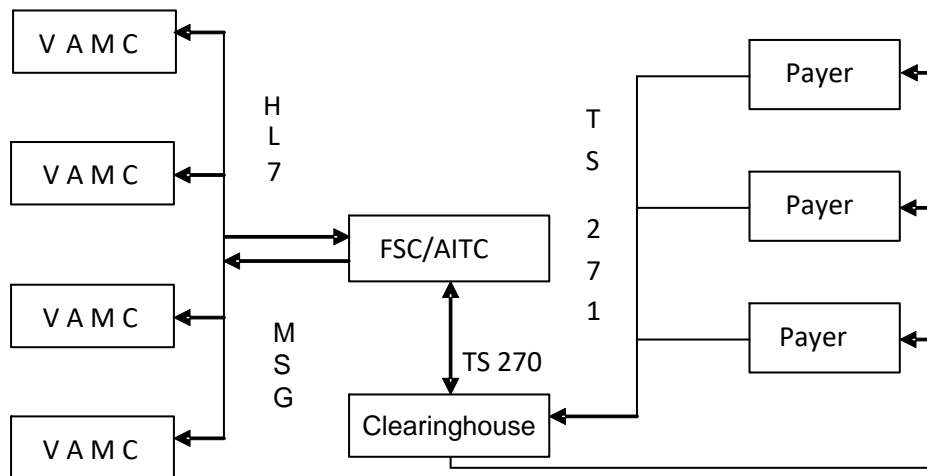 V A M C
V A M C
V A M C
V A M C
H
L
7
M
S
G
FSC/AITC
TS 270
Clearinghouse
T
S
2
7
1
Payer
Payer
Payer